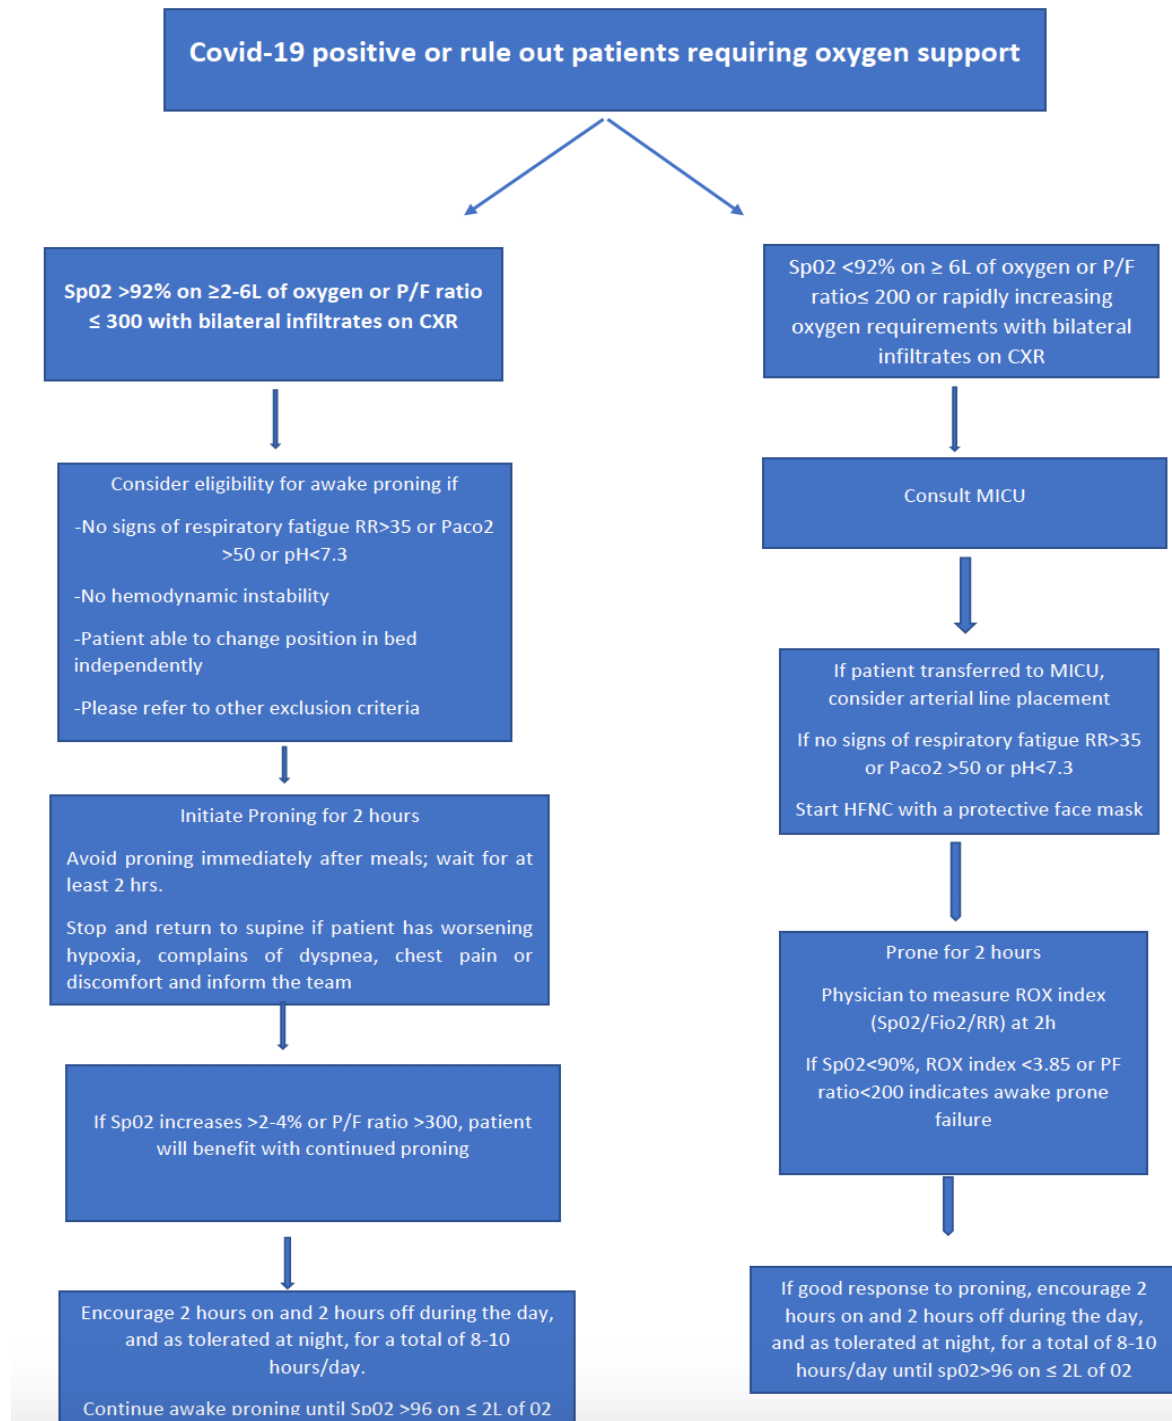 Covid-19 positive or rule out patients requiring oxygen support
Sp02 >92% on ≥2-6L of oxygen or P/F ratio
≤ 300 with bilateral infiltrates on CXR
Consider eligibility for awake proning if
-No signs of respiratory fatigue RR>35 or Paco2
>50 or pH<7.3
-No hemodynamic instability
-Patient able to change position in bed
independently
-Please refer to other exclusion criteria
Initiate Proning for 2 hours
Avoid proning immediately after meals; wait for at
least 2 hrs.
Stop and return to supine if patient has worsening
hypoxia, complains of dyspnea, chest pain or
discomfort and inform the team
If Sp02 increases >2-4% or P/F ratio >300, patient
will benefit with continued proning
Encourage 2 hours on and 2 hours off during the day,
and as tolerated at night, for a total of 8-10
hours/day.
Continue awake proning until Sp02 >96 on ≤ 2L of 02
Sp02 <92% on ≥ 6L of oxygen or P/F
ratio≤ 200 or rapidly increasing
oxygen requirements with bilateral
infiltrates on CXR
Consult MICU
If patient transferred to MICU,
consider arterial line placement
If no signs of respiratory fatigue RR>35
or Paco2 >50 or pH<7.3
Start HFNC with a protective face mask
Prone for 2 hours
Physician to measure ROX index
(Sp02/Fio2/RR) at 2h
If Sp02<90%, ROX index <3.85 or PF
ratio<200 indicates awake prone
failure
If good response to proning, encourage 2
hours on and 2 hours off during the day,
and as tolerated at night, for a total of 8-10
hours/day until sp02>96 on ≤ 2L of 02